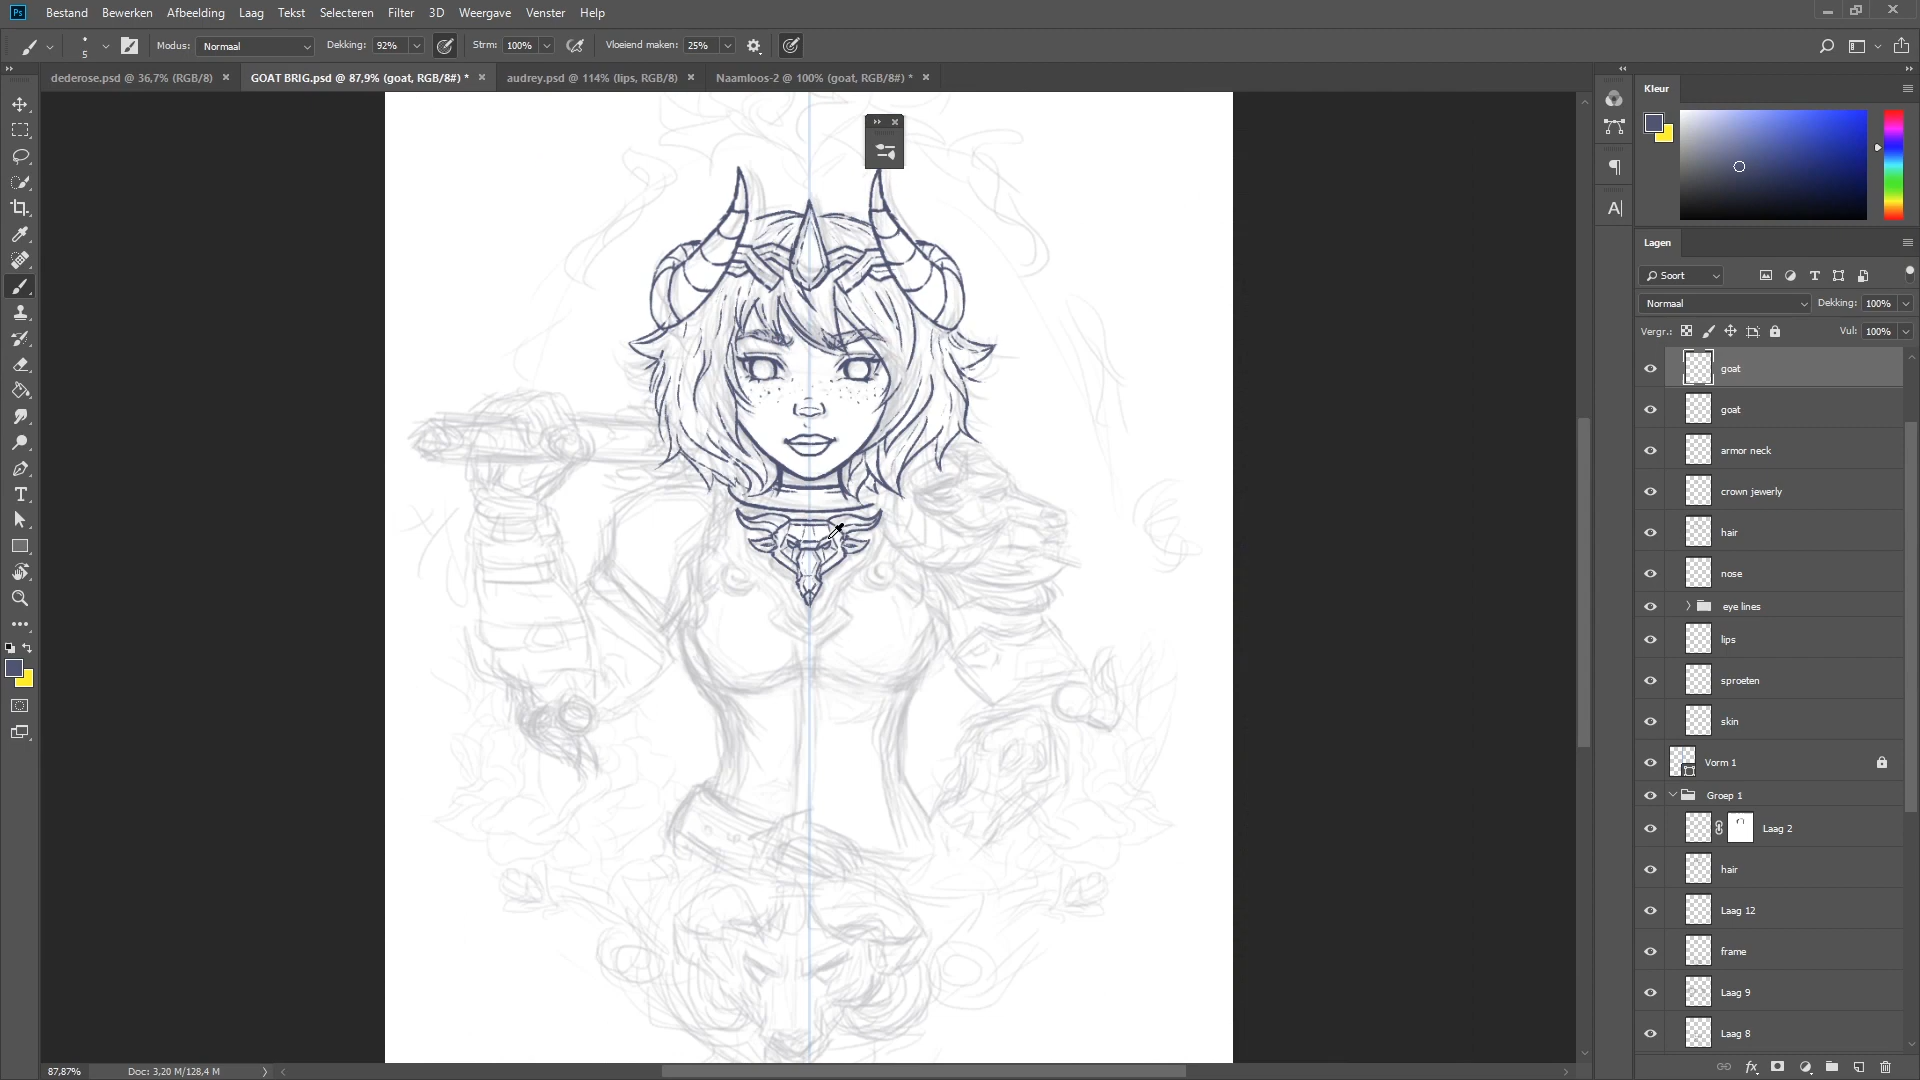 Ps Bestand Bewerken Afbeelding Laag Tekst Selecteren Filter 3D Weergave Venster Help
5 Modus: Normaal Dekking: 92% Strm: 100% Vloeiend maken: 25%
dederose.psd @ 36,7% (RGB/8) × GOAT BRIG.psd @ 87,9% (goat, RGB/8#) * × audrey.psd @ 114% (lips, RGB/8) × Naamloos-2 @ 100% (goat, RGB/8#) * ×
Kleur
Lagen
Soort
Normaal Dekking: 100%
Vergr.: Vul: 100%
goat
goat
armor neck
crown jewerly
hair
nose
eye lines
lips
sproeten
skin
Vorm 1
Groep 1
Laag 2
hair
Laag 12
frame
Laag 9
Laag 8
87,87% Doc: 3,20 M/128,4 M